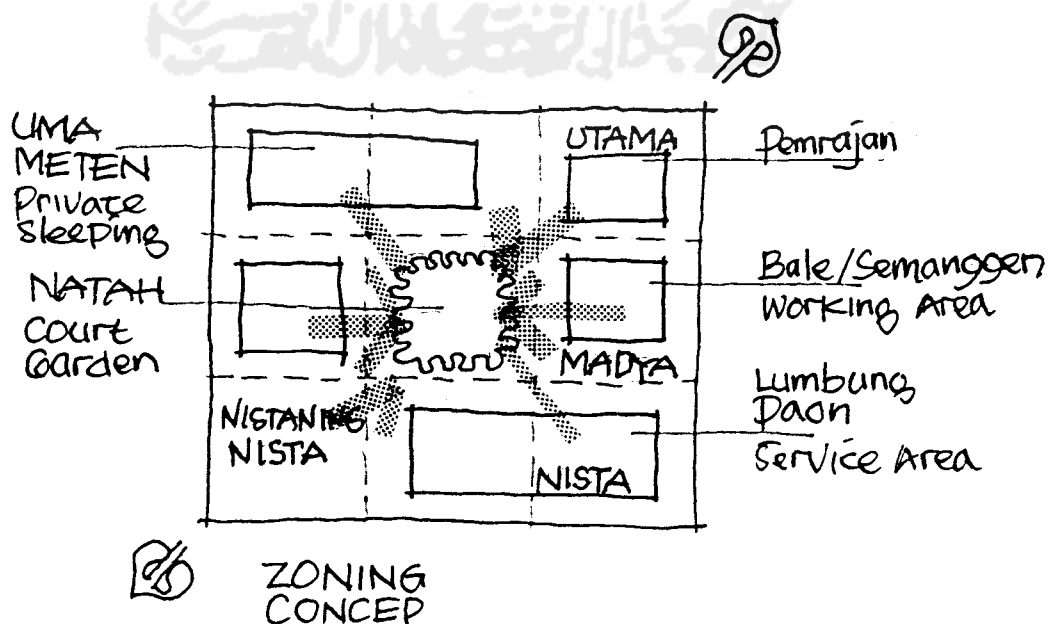 UMA
METEN
Private
Sleeping
NATAH
Court
Garden
UTAMA
Pemrajan
Bale/Semanggen
Working Area
MADYA
Lumbung
Daon
Service Area
NISTANING
NISTA
NISTA
ZONING
CONCEP